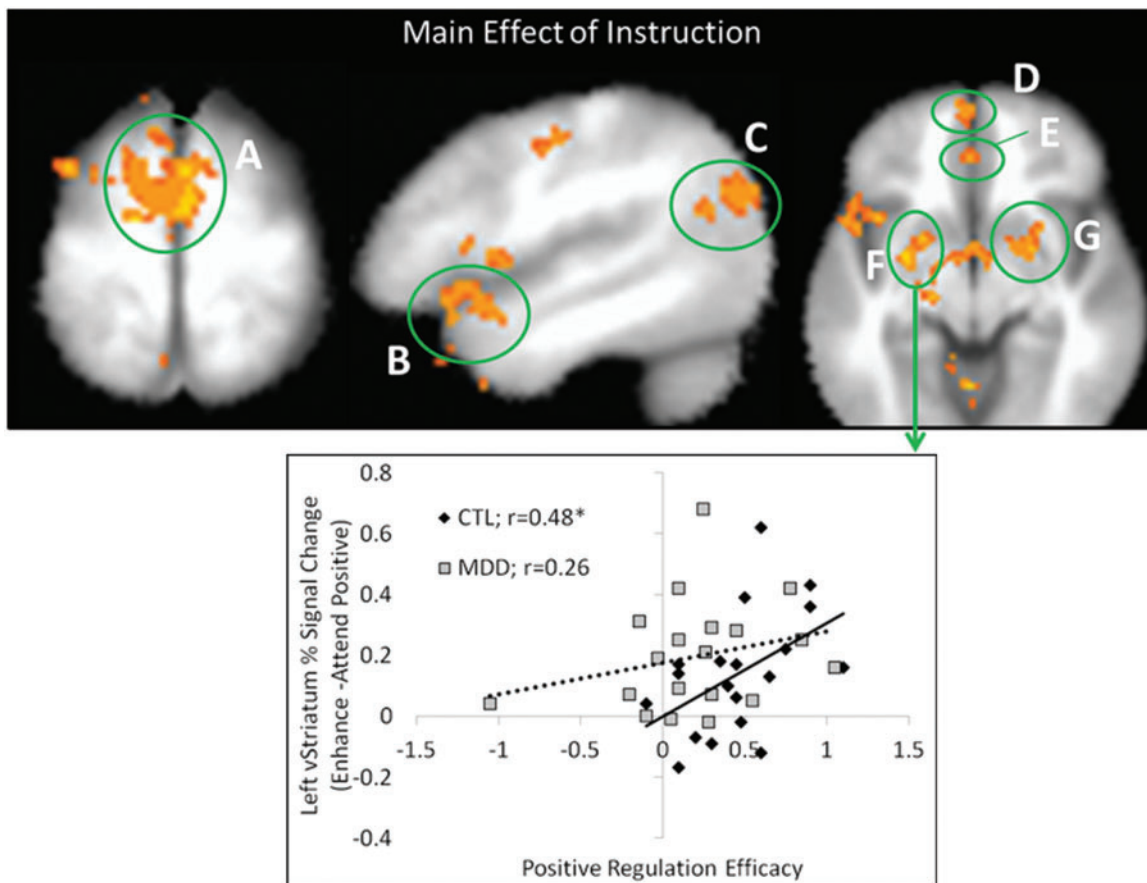 Main Effect of Instruction
A
B
C
D
E
F
G
Left vStriatum % Signal Change
(Enhance -Attend Positive)
0.8
0.6
0.4
0.2
0
-0.2
-0.4
CTL; r=0.48*
MDD; r=0.26
-1.5 -1 -0.5 0 0.5 1 1.5
Positive Regulation Efficacy